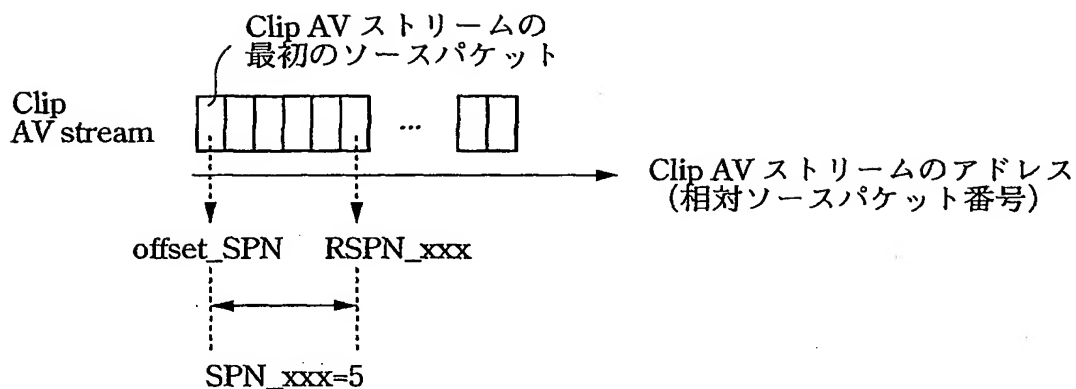 Clip AV ストリームの
最初のソースパケット
Clip
AV stream
...
Clip AV ストリームのアドレス
(相対ソースパケット番号)
offset_SPN
RSPN_xxx
SPN_xxx=5